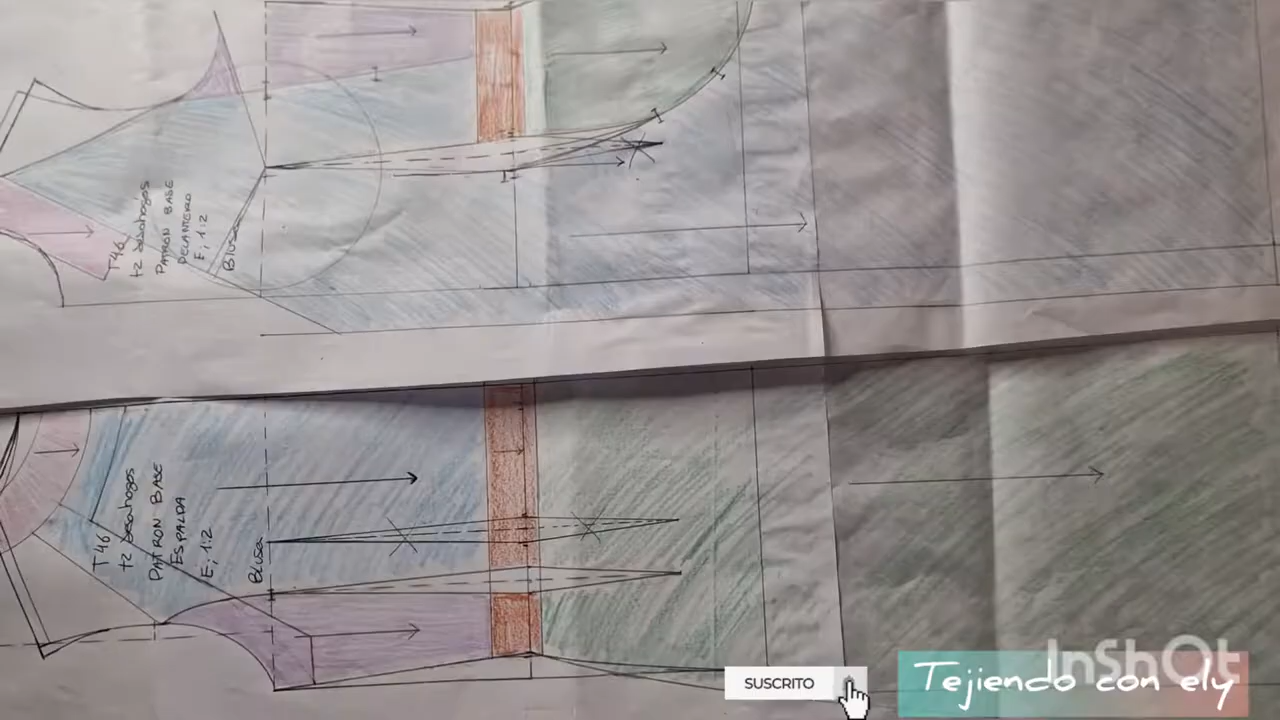 T46
+2 desahogos
PATRON BASE
DELANTERO
E; 1:2
Blusa
T46
+2 desahogos
PATRON BASE
ESPALDA
E; 1:2
Blusa
SUSCRITO
InShOt
Tejiendo con ely